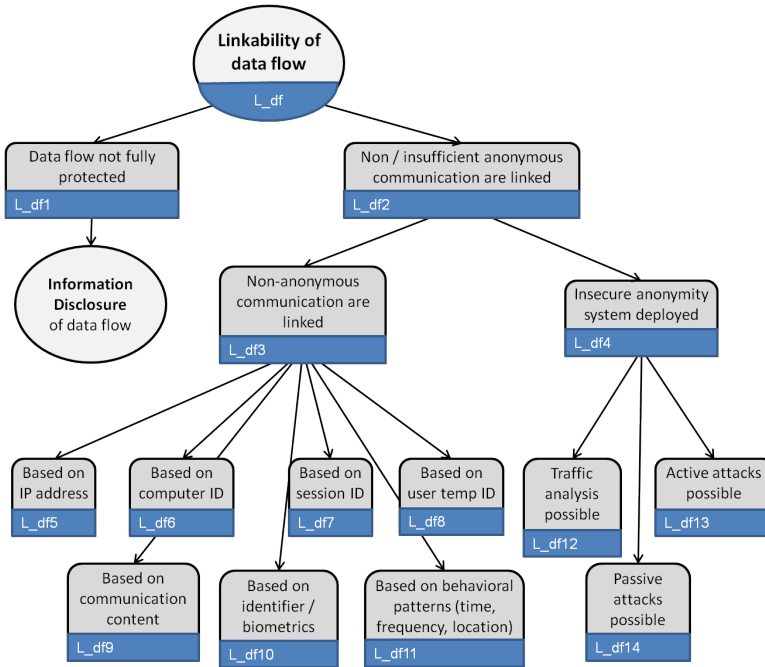 Linkability of
data flow
L_df
Data flow not fully
protected
L_df1
Non / insufficient anonymous
communication are linked
L_df2
Information
Disclosure
of data flow
Non-anonymous
communication are
linked
L_df3
Insecure anonymity
system deployed
L_df4
Based on
IP address
L_df5
Based on
computer ID
L_df6
Based on
session ID
L_df7
Based on
user temp ID
L_df8
Traffic
analysis
possible
L_df12
Active attacks
possible
L_df13
Based on
communication
content
L_df9
Based on
identifier /
biometrics
L_df10
Based on behavioral
patterns (time,
frequency, location)
L_df11
Passive
attacks
possible
L_df14